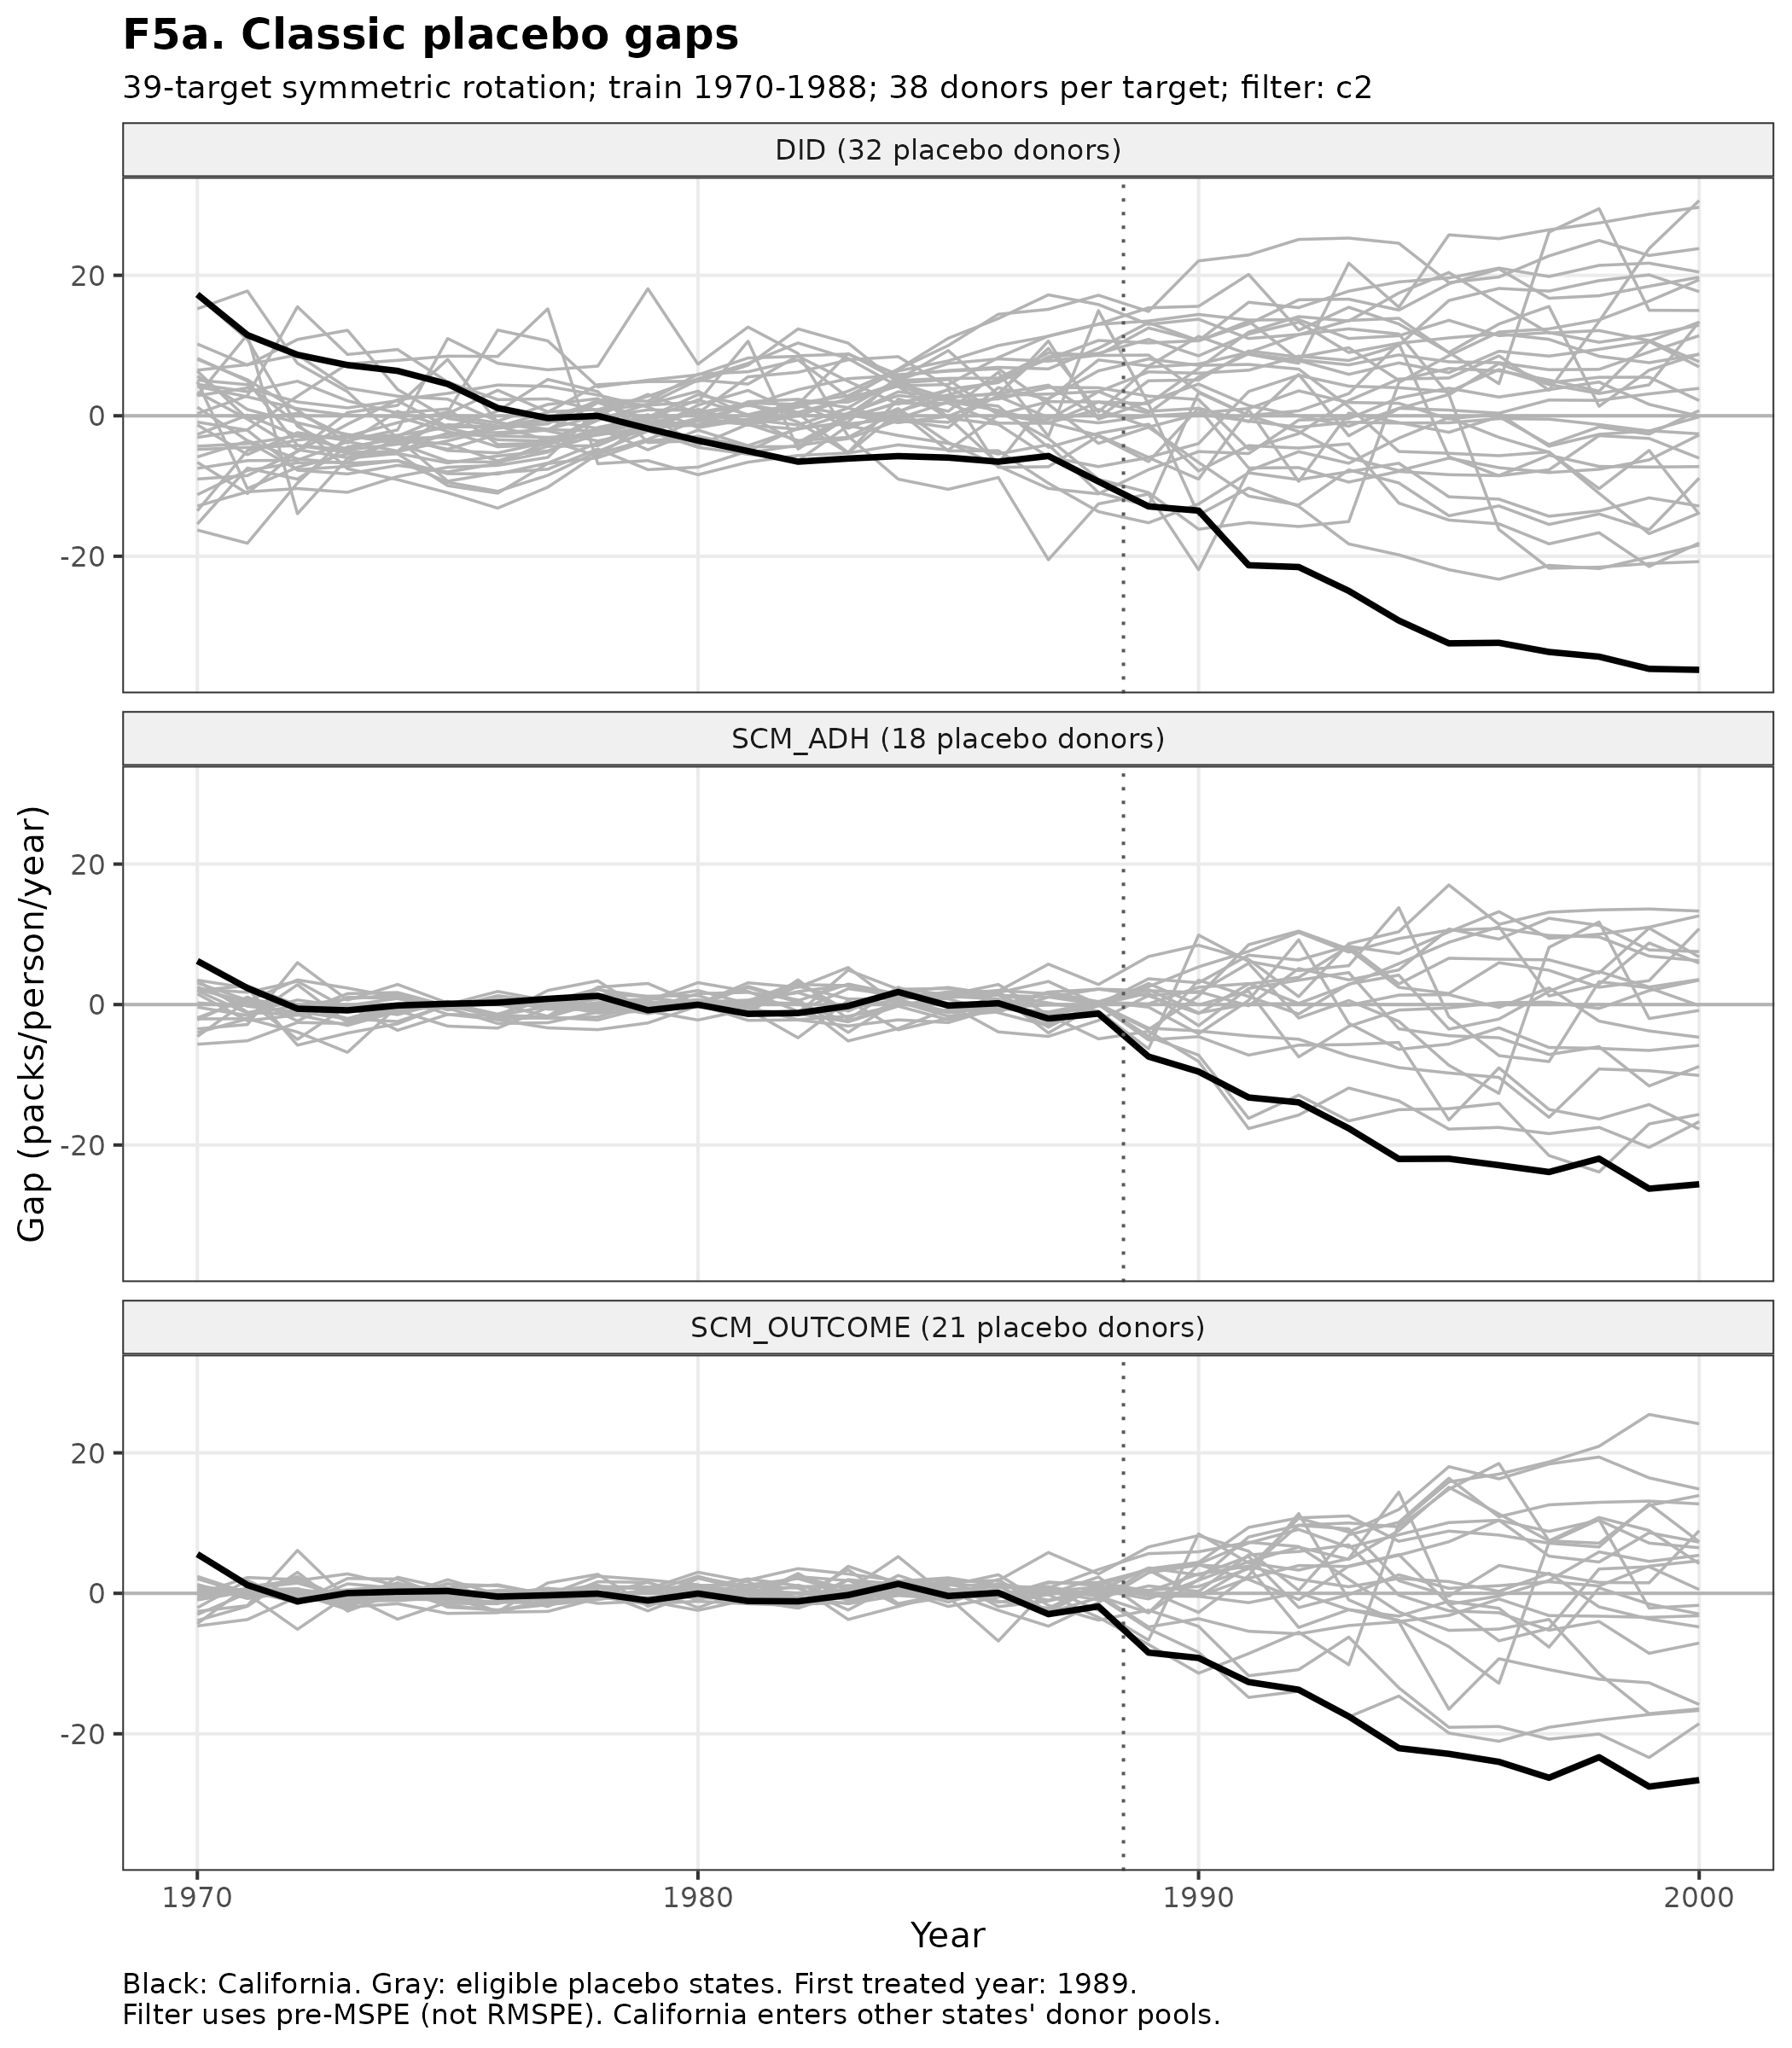 F5a. Classic placebo gaps
39-target symmetric rotation; train 1970-1988; 38 donors per target; filter: c2
DID (32 placebo donors)
20
0
-20
SCM_ADH (18 placebo donors)
20
0
-20
Gap (packs/person/year)
SCM_OUTCOME (21 placebo donors)
20
0
-20
1970 1980 1990 2000
Year
Black: California. Gray: eligible placebo states. First treated year: 1989.
Filter uses pre-MSPE (not RMSPE). California enters other states' donor pools.